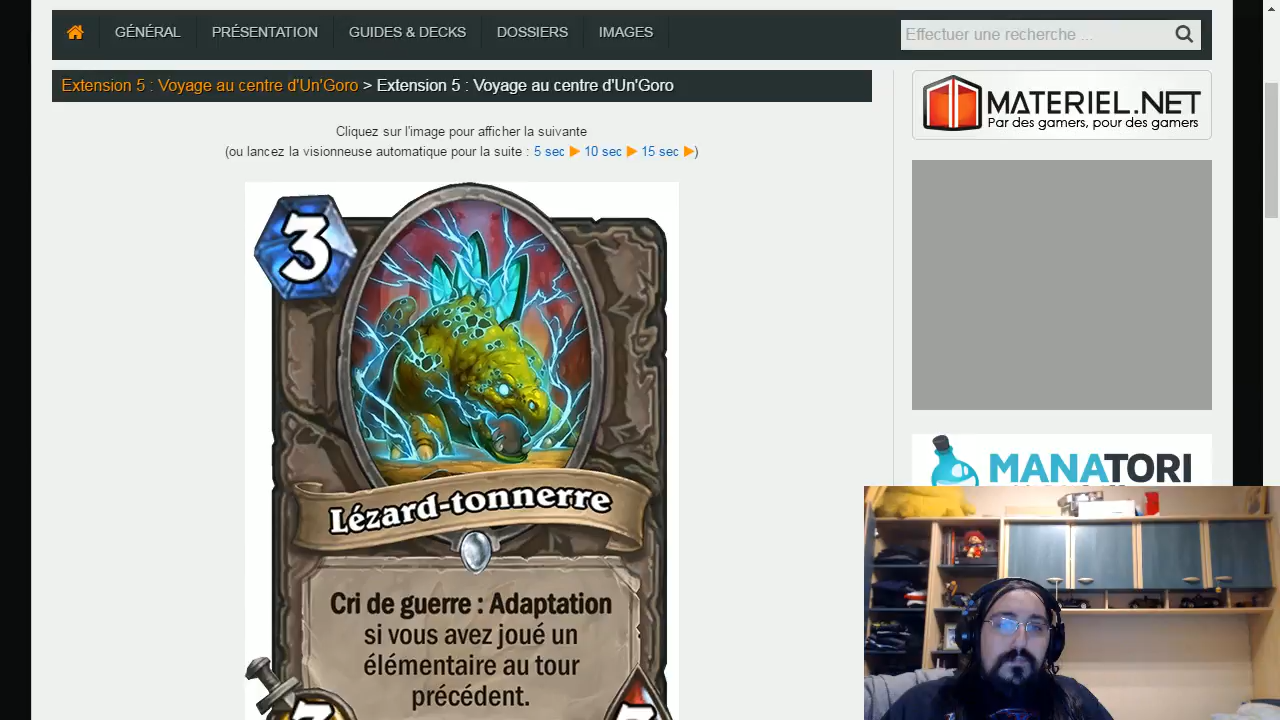 GÉNÉRAL PRÉSENTATION GUIDES & DECKS DOSSIERS IMAGES Effectuer une recherche ...
Extension 5 : Voyage au centre d'Un'Goro > Extension 5 : Voyage au centre d'Un'Goro
Cliquez sur l'image pour afficher la suivante
(ou lancez la visionneuse automatique pour la suite : 5 sec 10 sec 15 sec )
MATERIEL.NET
Par des gamers, pour des gamers
3
Lézard-tonnerre
Cri de guerre : Adaptation
si vous avez joué un
élémentaire au tour
précédent.
MANATORI